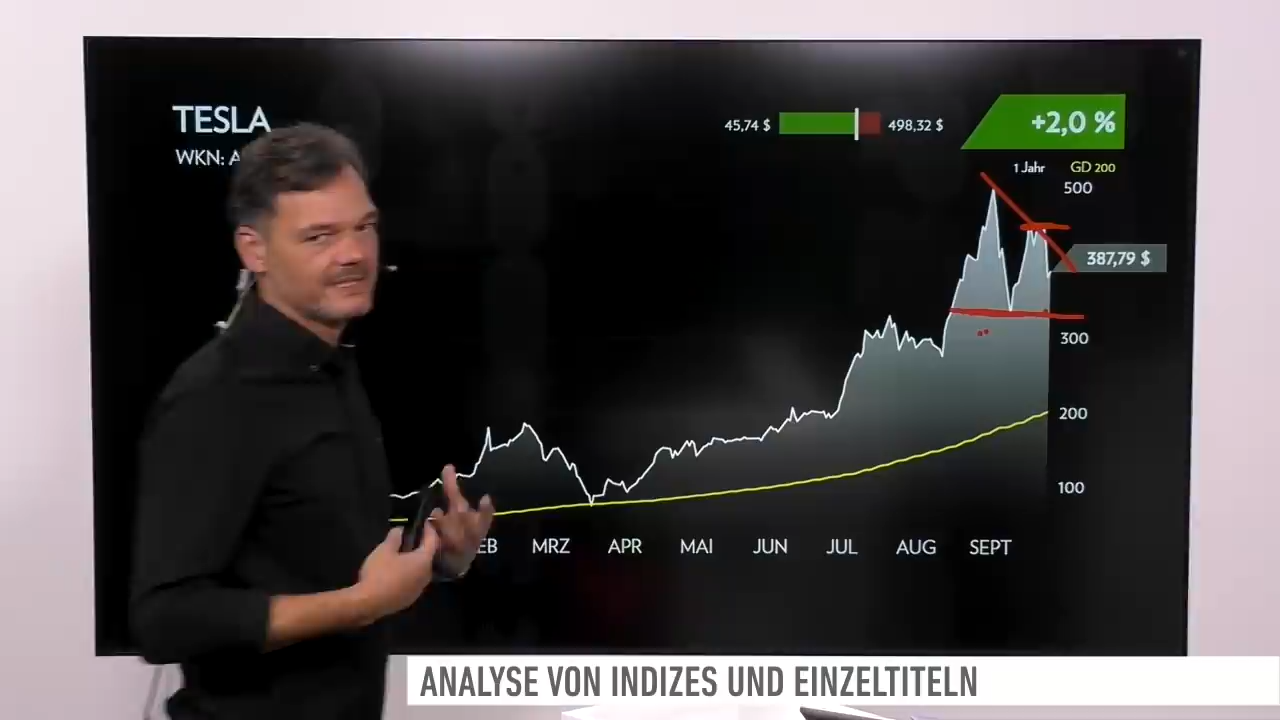 TESLA
WKN: A
45,74 $
498,32 $
+2,0 %
1 Jahr
GD 200
500
387,79 $
300
200
100
EB MRZ APR MAI JUN JUL AUG SEPT
ANALYSE VON INDIZES UND EINZELTITELN